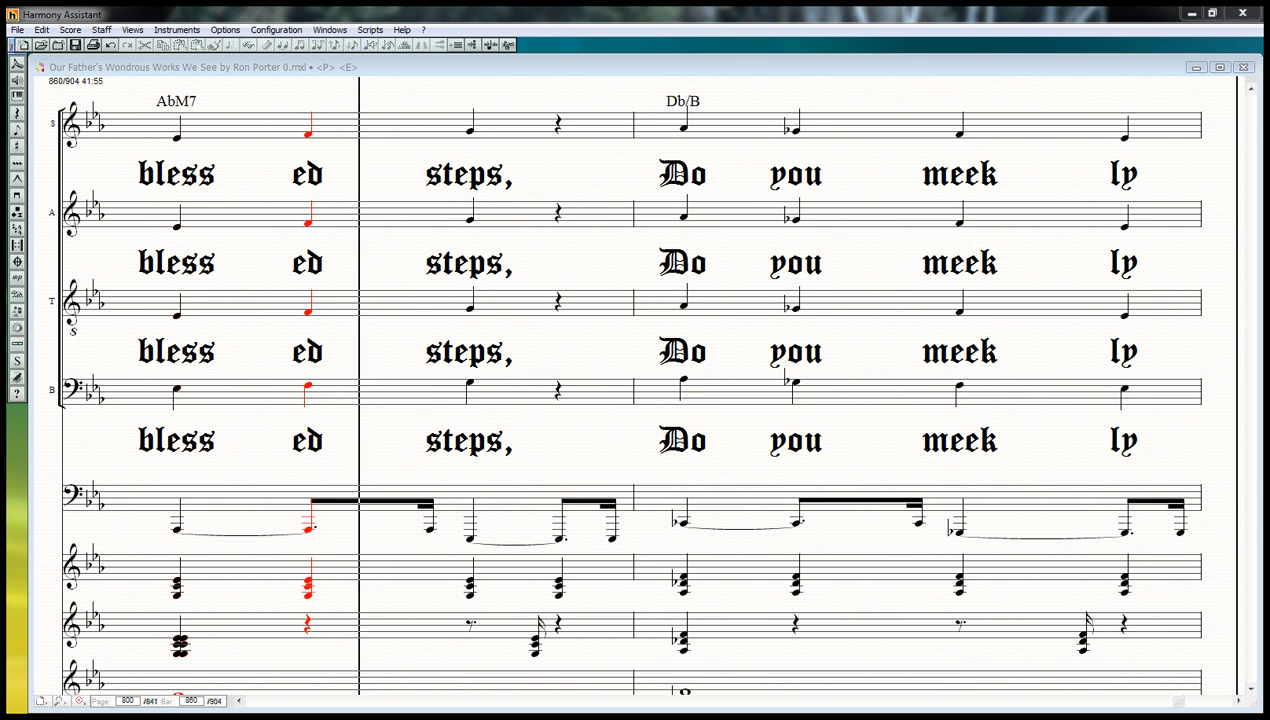 Harmony Assistant
File Edit Score Staff Views Instruments Options Configuration Windows Scripts Help ?
Our Father's Wondrous Works We See by Ron Porter 0.mxl • <P> <E>
860/904 41:55
AbM7 Db/B
S
bless ed steps, Do you meek ly
A
bless ed steps, Do you meek ly
T
8
bless ed steps, Do you meek ly
B
bless ed steps, Do you meek ly
Page: 800 /841 Bar: 860 /904